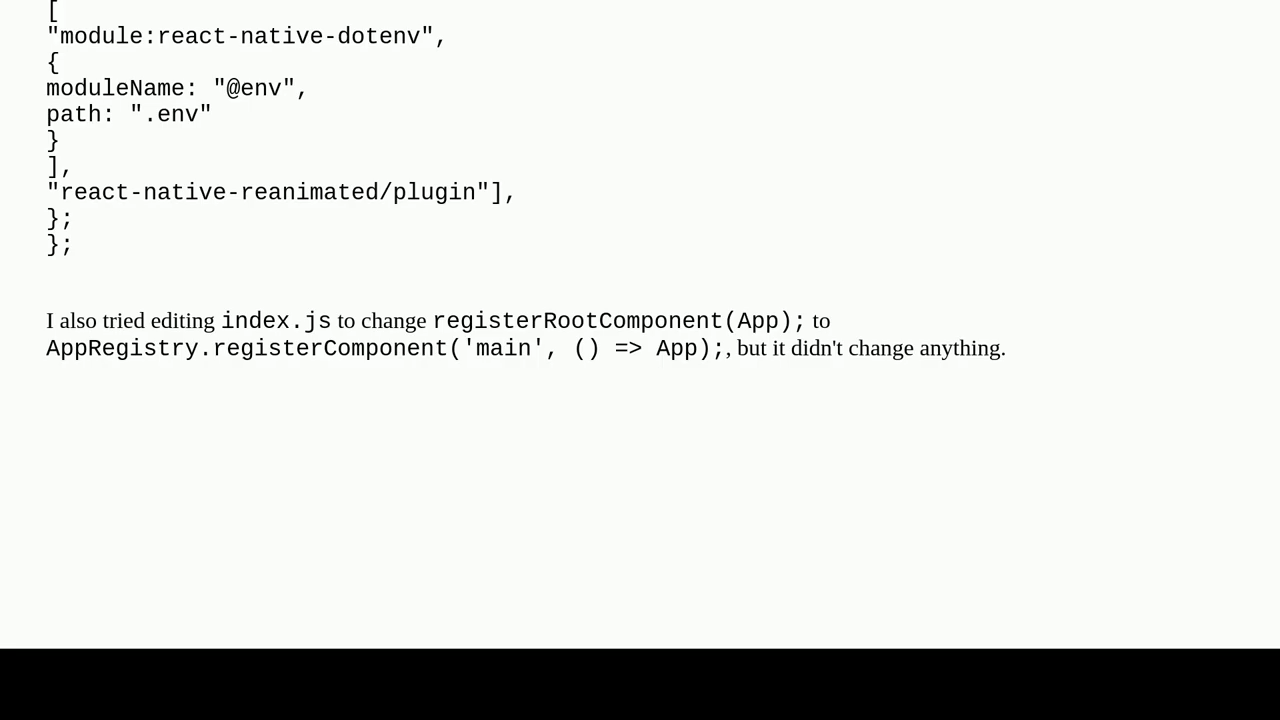 [
"module:react-native-dotenv",
{
moduleName: "@env",
path: ".env"
}
],
"react-native-reanimated/plugin"],
};
};
I also tried editing index.js to change registerRootComponent(App); to
AppRegistry.registerComponent('main', () => App);, but it didn't change anything.